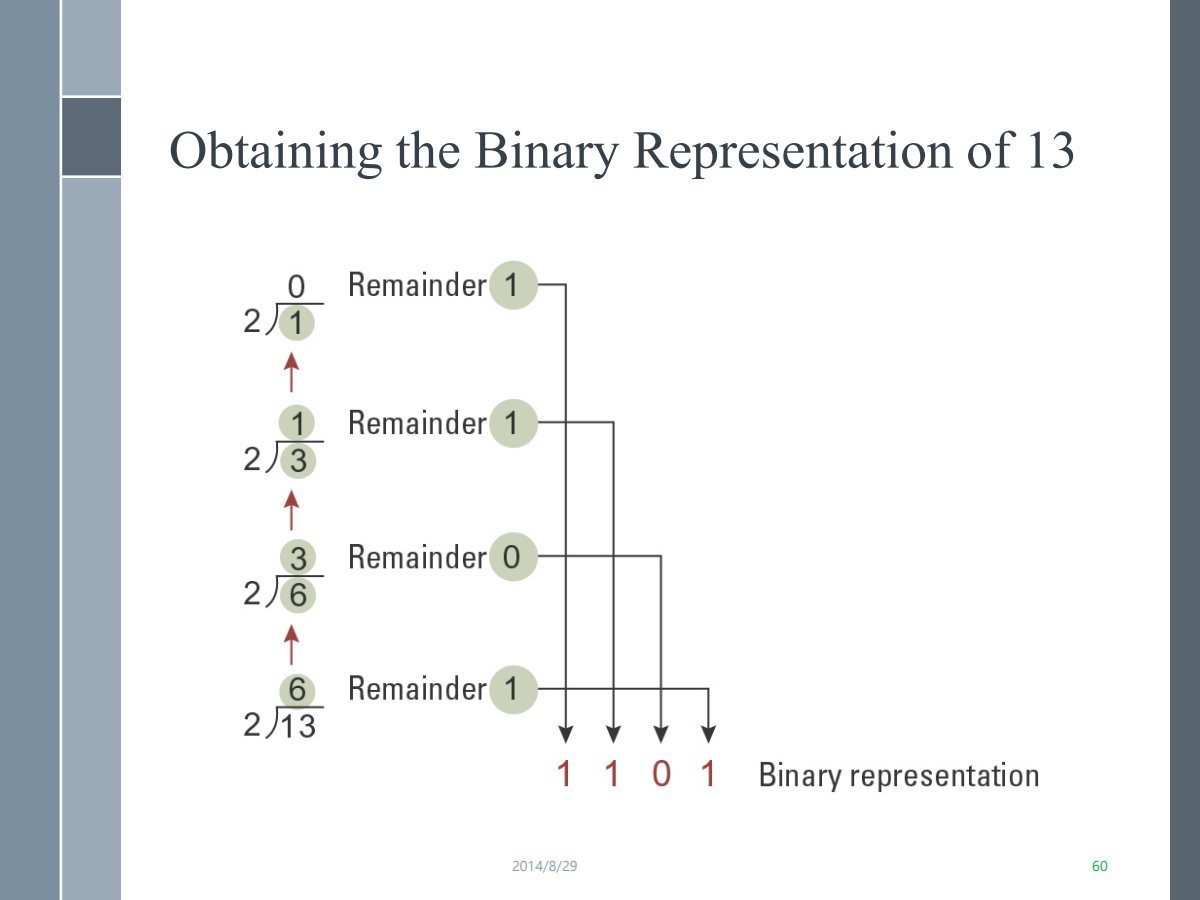 Obtaining the Binary Representation of 13
0 Remainder 1
2)1
1 Remainder 1
2)3
3 Remainder 0
2)6
6 Remainder 1
2)13
1 1 0 1 Binary representation
2014/8/29 60